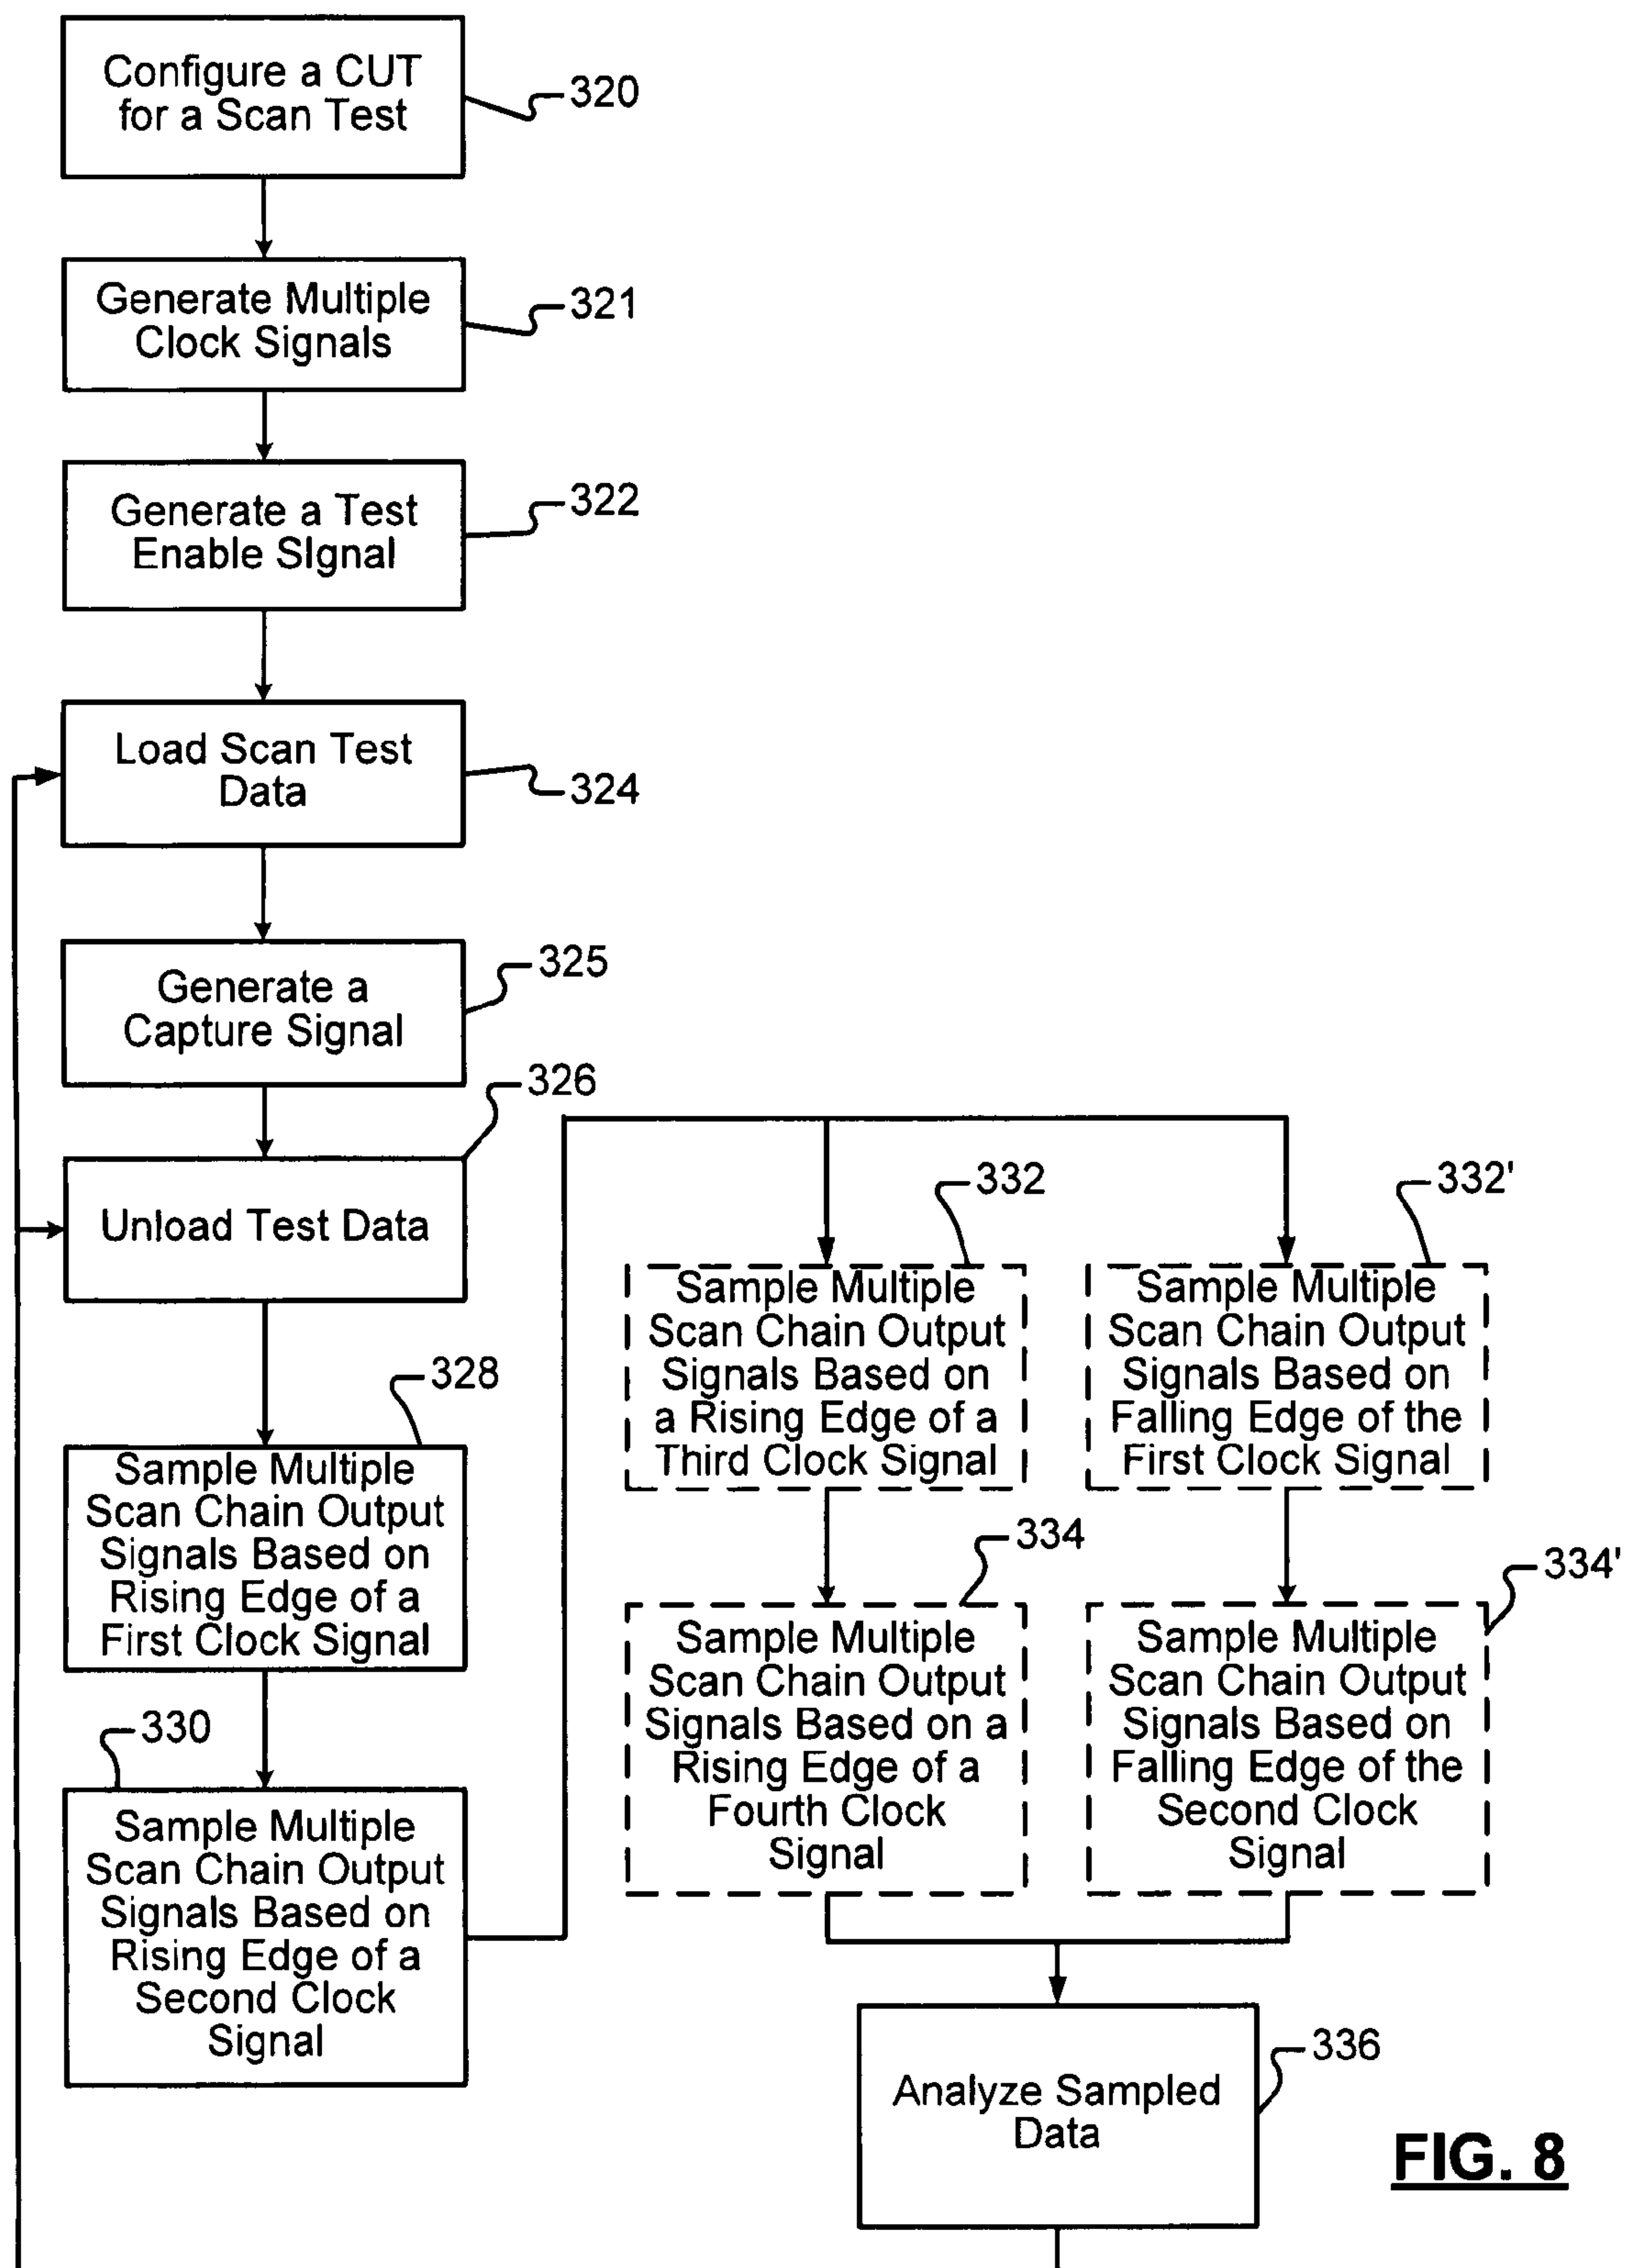 Configure a CUT
for a Scan Test
320
Generate Multiple
Clock Signals
321
Generate a Test
Enable SIgnal
322
Load Scan Test
Data
324
Generate a
Capture Signal
325
326
Unload Test Data
328
Sample Multiple
Scan Chain Output
Signals Based on
Rising Edge of a
First Clock Signal
330
Sample Multiple
Scan Chain Output
Signals Based on
Rising Edge of a
Second Clock
Signal
332
Sample Multiple
Scan Chain Output
Signals Based on
a Rising Edge of a
Third Clock Signal
332'
Sample Multiple
Scan Chain Output
Signals Based on
Falling Edge of the
First Clock Signal
334
Sample Multiple
Scan Chain Output
Signals Based on a
Rising Edge of a
Fourth Clock
Signal
334'
Sample Multiple
Scan Chain Output
Signals Based on
Falling Edge of the
Second Clock
Signal
336
Analyze Sampled
Data
FIG. 8